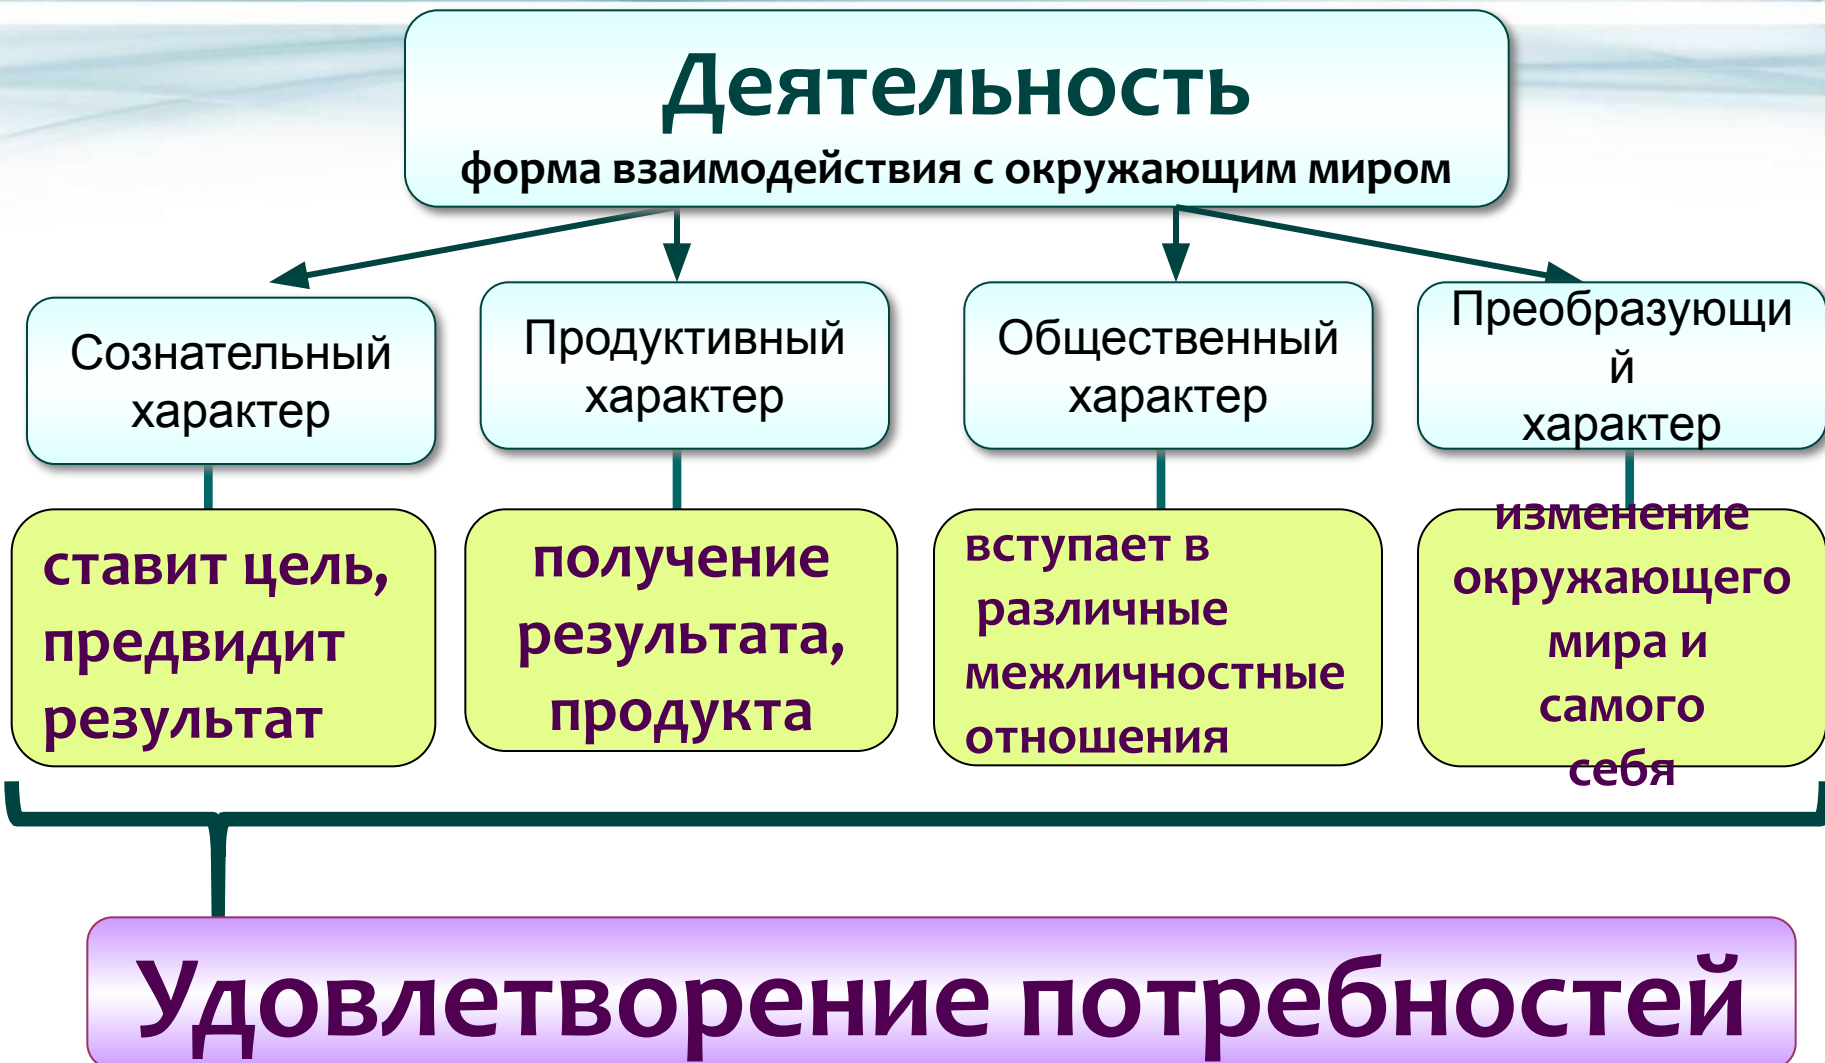 Деятельность
форма взаимодействия с окружающим миром
Сознательный
характер
Продуктивный
характер
Общественный
характер
Преобразующи
й
характер
ставит цель,
предвидит
результат
получение
результата,
продукта
вступает в
различные
межличностные
отношения
изменение
окружающего
мира и
самого
себя
Удовлетворение потребностей